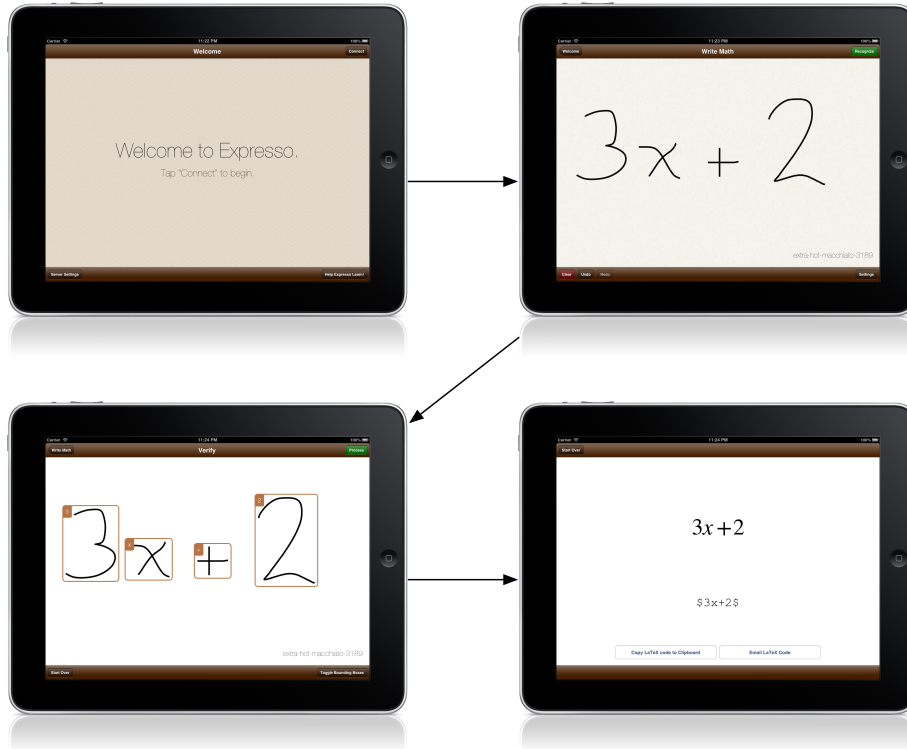 Carrier 11:22 PM 100%
Welcome Connect
Welcome to Expresso.
Tap "Connect" to begin.
Server Settings Help Expresso Learn!
Carrier 11:23 PM 100%
Welcome Write Math Recognize
3x + 2
extra-hot-macchiato-3189
Clear Undo Redo Settings
Carrier 11:24 PM 100%
Write Math Verify Process
3 x + 2
3x + 2
extra-hot-macchiato-3189
Start Over Toggle Bounding Boxes
Carrier 11:24 PM 100%
Start Over
3x+2
$3x+2$
Copy LaTeX code to Clipboard Email LaTeX Code